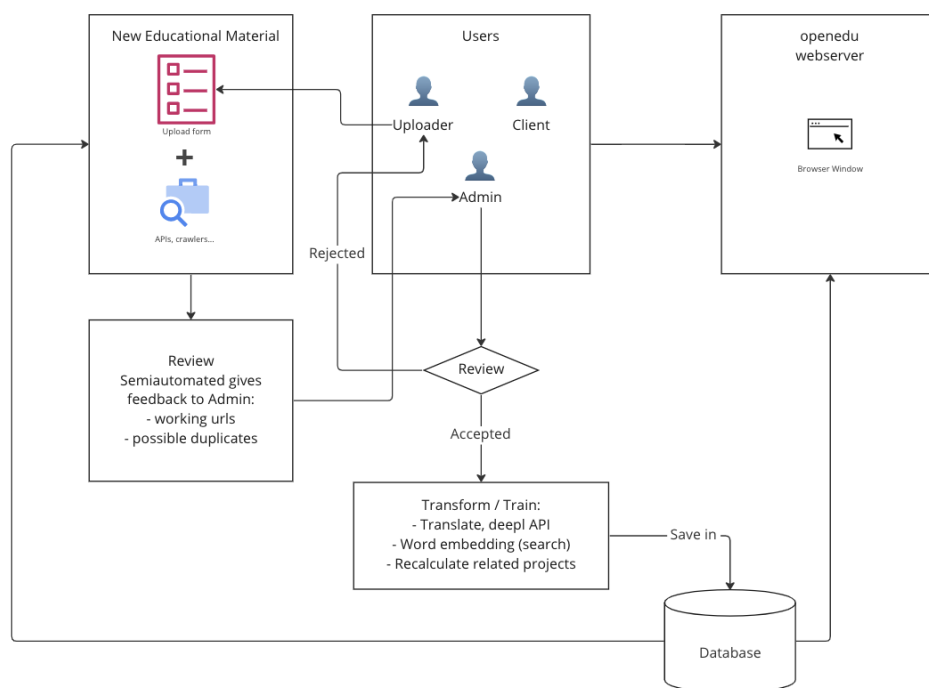 New Educational Material
Upload form
+
APIs, crawlers...
Users
Uploader
Client
Admin
openedu
webserver
Browser Window
Rejected
Review
Semiautomated gives
feedback to Admin:
- working urls
- possible duplicates
Review
Accepted
Transform / Train:
- Translate, deepl API
- Word embedding (search)
- Recalculate related projects
Save in
Database